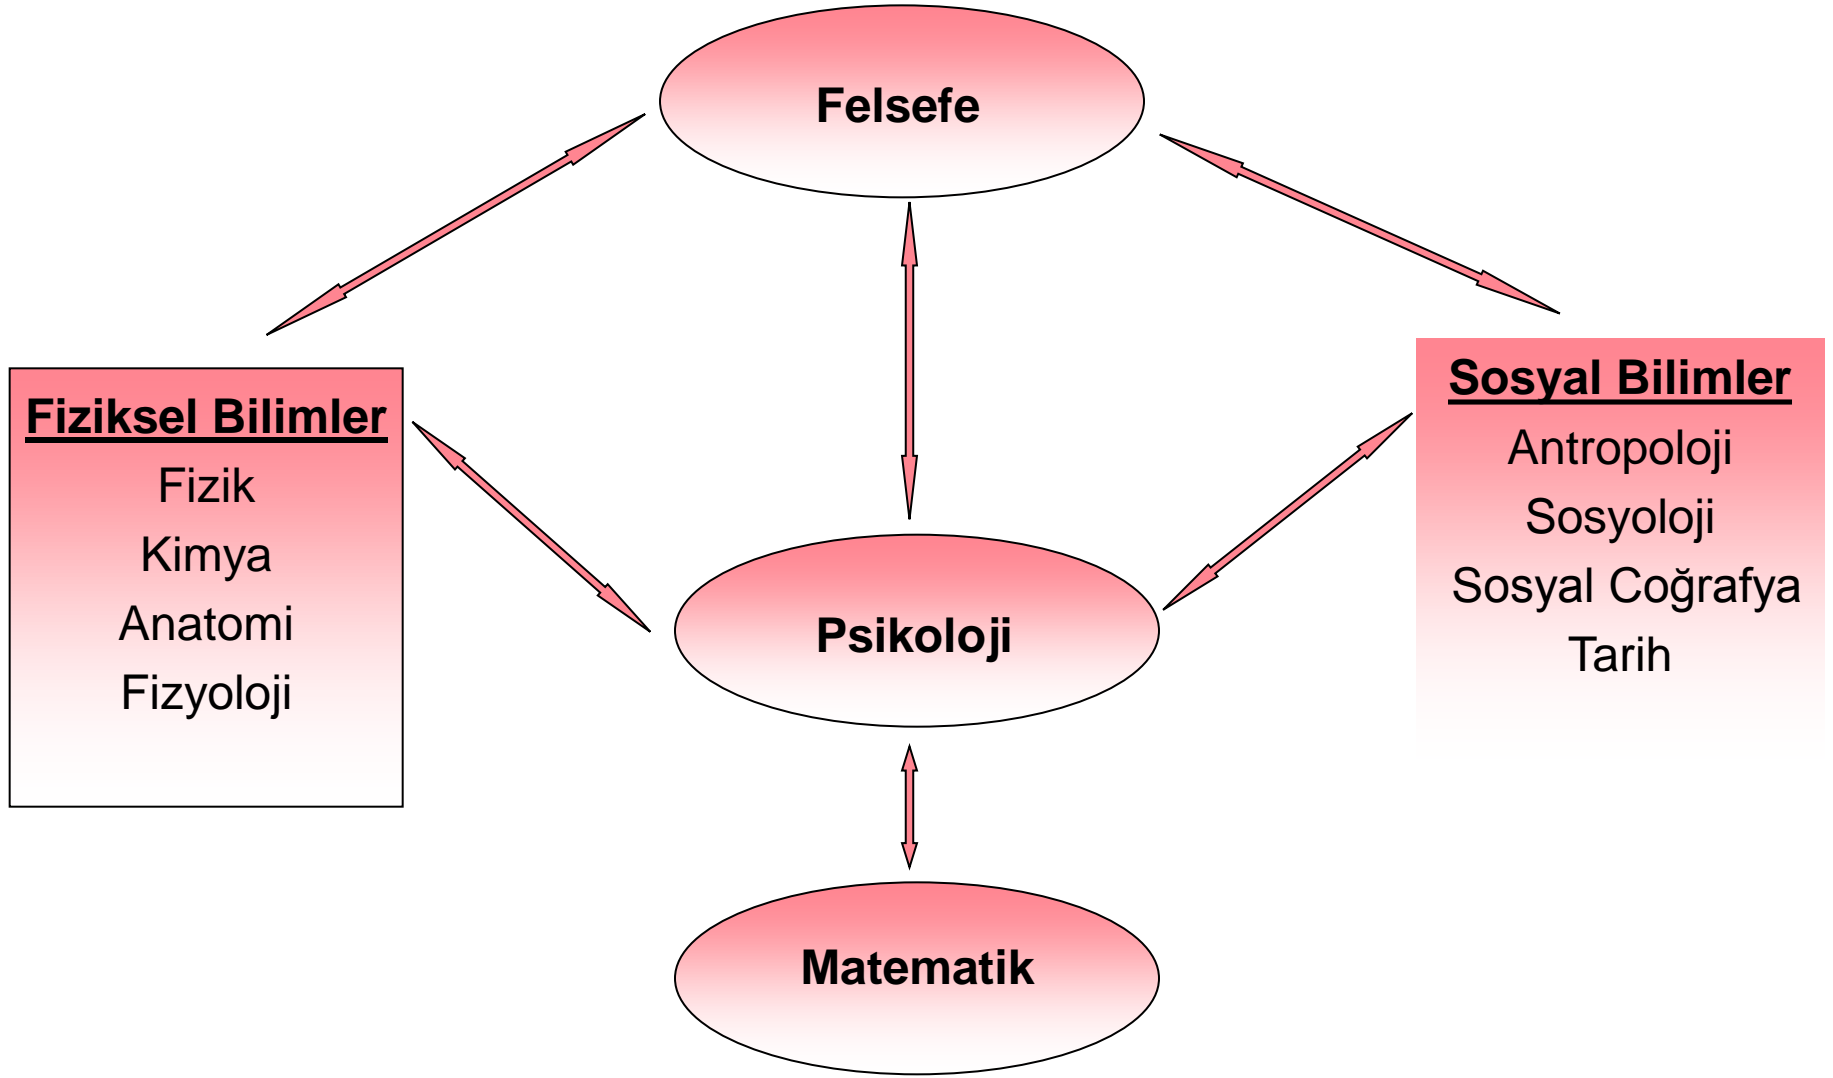 Felsefe
Fiziksel Bilimler
Fizik
Kimya
Anatomi
Fizyoloji
Sosyal Bilimler
Antropoloji
Sosyoloji
Sosyal Coğrafya
Tarih
Psikoloji
Matematik